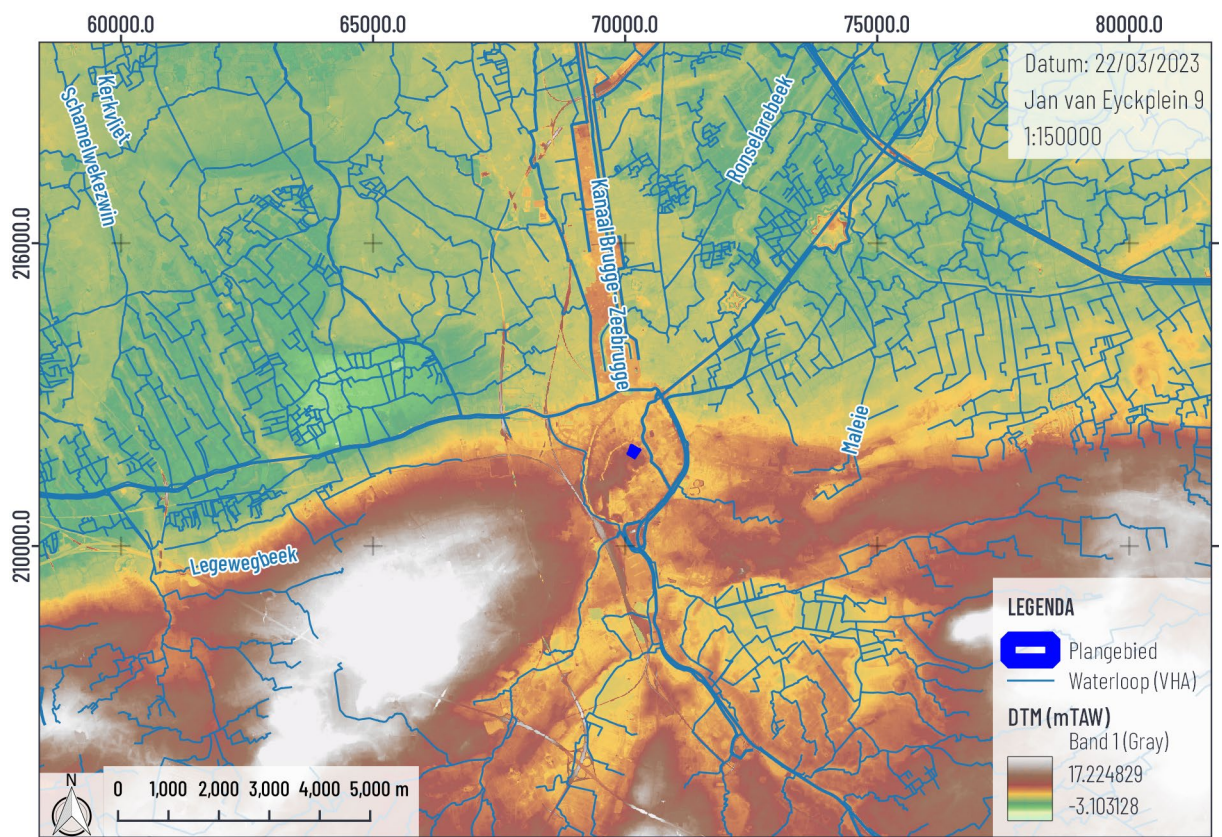 60000.0 65000.0 70000.0 75000.0 80000.0
Datum: 22/03/2023
Jan van Eyckplein 9
1:150000
Kerkvliet
Schamelwekezwin
Ronselarebeek
Kanaal Brugge - Zeebrugge
216000.0
Maleie
210000.0
Legewegbeek
LEGENDA
Plangebied
Waterloop (VHA)
DTM (mTAW)
Band 1 (Gray)
17.224829
-3.103128
N
0 1,000 2,000 3,000 4,000 5,000 m